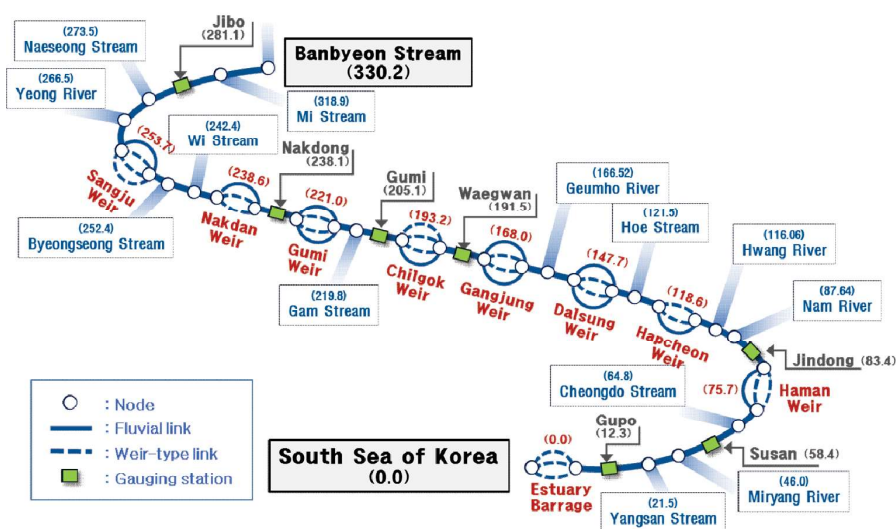 Jibo
(281.1)
(273.5)
Naeseong Stream
Banbyeon Stream
(330.2)
(266.5)
Yeong River
(318.9)
Mi Stream
(242.4)
Wi Stream
Nakdong
(238.1)
(253.7)
Sangju
Weir
(252.4)
Byeongseong Stream
(238.6)
Nakdan
Weir
(221.0)
Gumi
Weir
Gumi
(205.1)
(219.8)
Gam Stream
(193.2)
Chilgok
Weir
Waegwan
(191.5)
(168.0)
Gangjung
Weir
(166.52)
Geumho River
(147.7)
Dalsung
Weir
(121.5)
Hoe Stream
(118.6)
Hapcheon
Weir
(116.06)
Hwang River
(87.64)
Nam River
Jindong (83.4)
(75.7)
Haman
Weir
(64.8)
Cheongdo Stream
Susan (58.4)
(46.0)
Miryang River
(21.5)
Yangsan Stream
Gupo
(12.3)
(0.0)
Estuary
Barrage
South Sea of Korea
(0.0)
: Node
: Fluvial link
: Weir-type link
: Gauging station